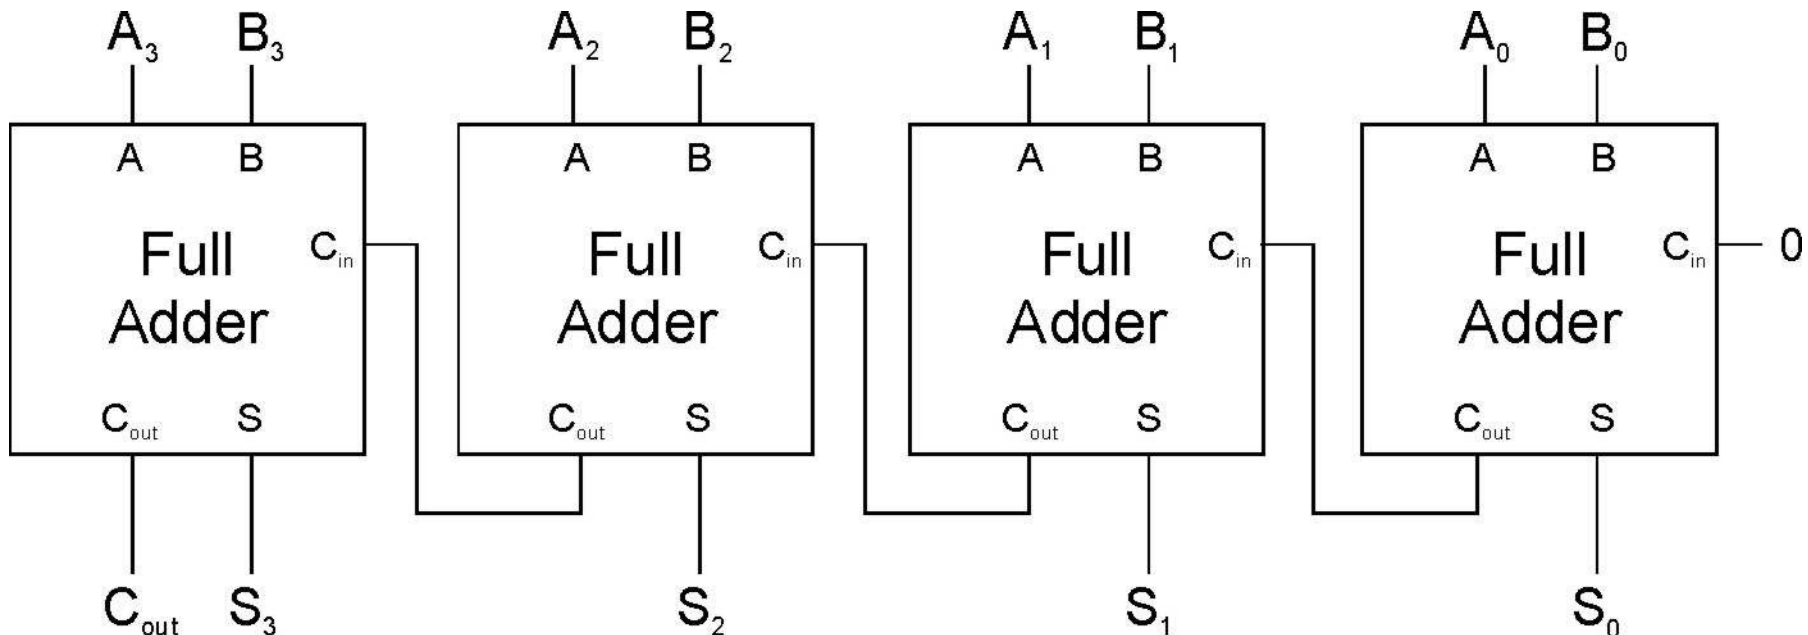 A₃ B₃ A₂ B₂ A₁ B₁ A₀ B₀
A B A B A B A B
Full Cin Full Cin Full Cin Full Cin 0
Adder Adder Adder Adder
Cout S Cout S Cout S Cout S
Cout S₃ S₂ S₁ S₀